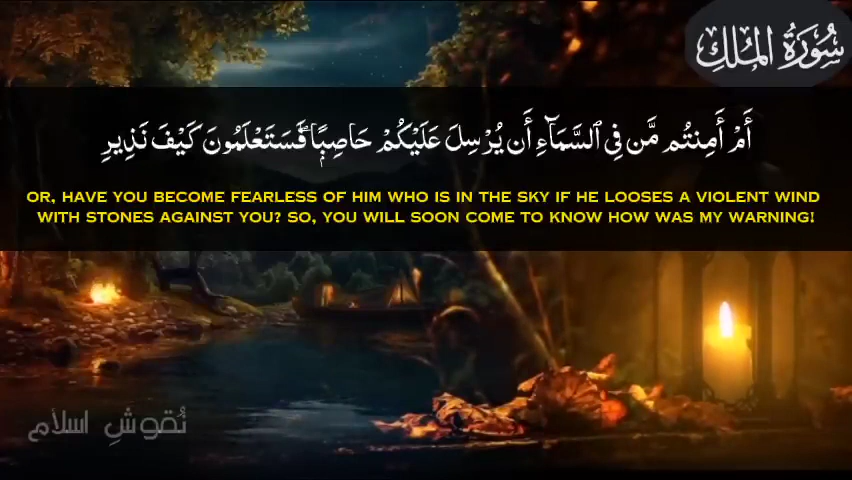 سُورَةُ المُلكِ
أَمْ أَمِنتُم مَّن فِي ٱلسَّمَآءِ أَن يُرْسِلَ عَلَيْكُمْ حَاصِبًۭاۖ فَسَتَعْلَمُونَ كَيْفَ نَذِيرِ
OR, HAVE YOU BECOME FEARLESS OF HIM WHO IS IN THE SKY IF HE LOOSES A VIOLENT WIND
WITH STONES AGAINST YOU? SO, YOU WILL SOON COME TO KNOW HOW WAS MY WARNING!
نُقوشِ اسلام